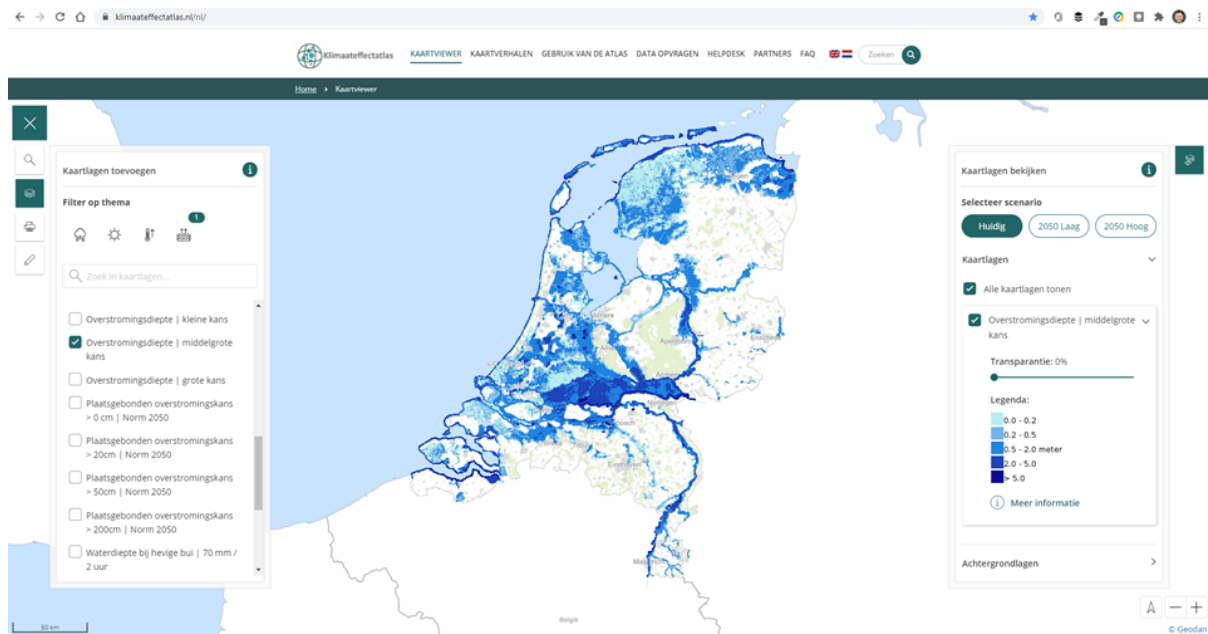 klimaateffectatlas.nl/nl/
Klimaateffectatlas
KAARTVIEWER KAARTVERHALEN GEBRUIK VAN DE ATLAS DATA OPVRAGEN HELPDESK PARTNERS FAQ
Zoeken
Home › Kaartviewer
Kaartlagen toevoegen
Filter op thema
1
Zoek in kaartlagen...
Overstromingsdiepte | kleine kans
Overstromingsdiepte | middelgrote
kans
Overstromingsdiepte | grote kans
Plaatsgebonden overstromingskans
> 0 cm | Norm 2050
Plaatsgebonden overstromingskans
> 20cm | Norm 2050
Plaatsgebonden overstromingskans
> 50cm | Norm 2050
Plaatsgebonden overstromingskans
> 200cm | Norm 2050
Waterdiepte bij hevige bui | 70 mm /
2 uur
50 km
Enschede
Eindhoven
België
Kaartlagen bekijken
Selecteer scenario
Huidig
2050 Laag
2050 Hoog
Kaartlagen
Alle kaartlagen tonen
Overstromingsdiepte | middelgrote
kans
Transparantie: 0%
Legenda:
0.0 - 0.2
0.2 - 0.5
0.5 - 2.0 meter
2.0 - 5.0
> 5.0
Meer informatie
Achtergrondlagen
© Geodan